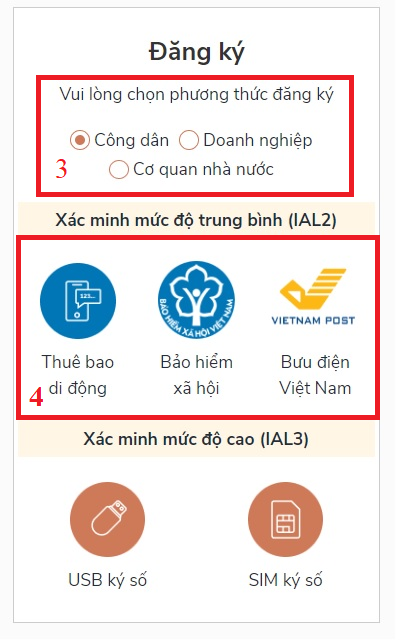 Đăng ký
Vui lòng chọn phương thức đăng ký
Công dân Doanh nghiệp
3 Cơ quan nhà nước
Xác minh mức độ trung bình (IAL2)
123...
BẢO HIỂM XÃ HỘI VIỆT NAM
VIETNAM POST
Thuê bao Bảo hiểm Bưu điện
di động xã hội Việt Nam
4
Xác minh mức độ cao (IAL3)
USB ký số SIM ký số